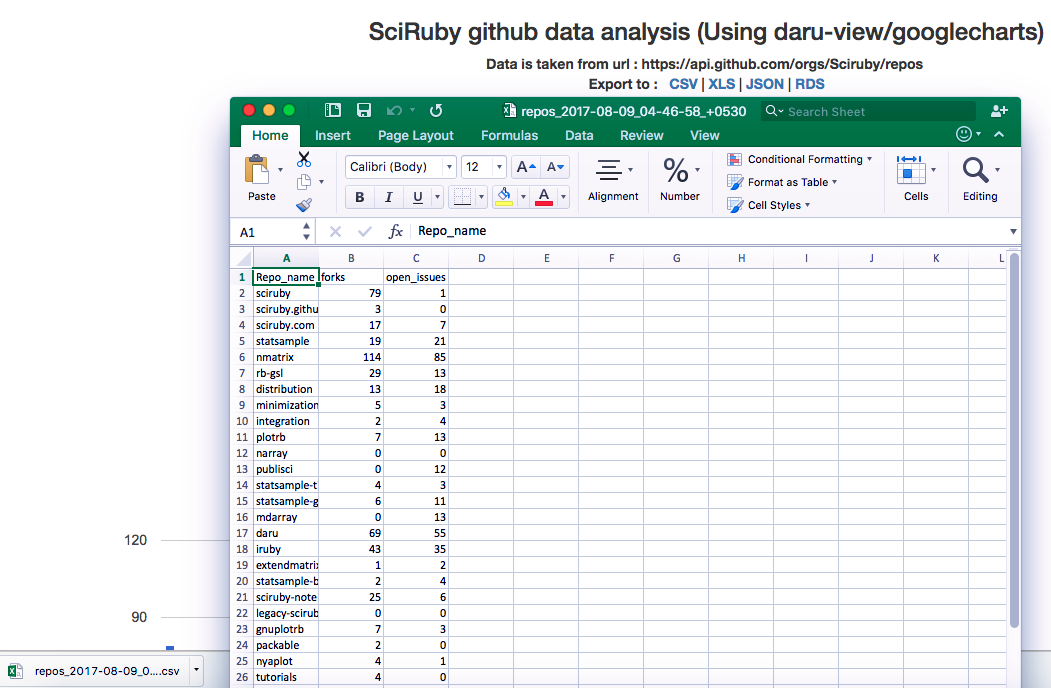 SciRuby github data analysis (Using daru-view/googlecharts)
Data is taken from url : https://api.github.com/orgs/Sciruby/repos
Export to : CSV | XLS | JSON | RDS
repos_2017-08-09_04-46-58_+0530 Search Sheet
Home Insert Page Layout Formulas Data Review View
Calibri (Body) 12 A A Conditional Formatting
Format as Table
Paste B I U A Alignment % Number Cell Styles Cells Editing
A1 fx Repo_name
A B C D E F G H I J K L
1 Repo_name forks open_issues
2 sciruby 79 1
3 sciruby.githu 3 0
4 sciruby.com 17 7
5 statsample 19 21
6 nmatrix 114 85
7 rb-gsl 29 13
8 distribution 13 18
9 minimization 5 3
10 integration 2 4
11 plotrb 7 13
12 narray 0 0
13 publisci 0 12
14 statsample-t 4 3
15 statsample-g 6 11
16 mdarray 0 13
17 daru 69 55
18 iruby 43 35
19 extendmatri 1 2
20 statsample-b 2 4
21 sciruby-note 25 6
22 legacy-scirub 0 0
23 gnuplotrb 7 3
24 packable 2 0
25 nyaplot 4 1
26 tutorials 4 0
120
90
repos_2017-08-09_0....csv